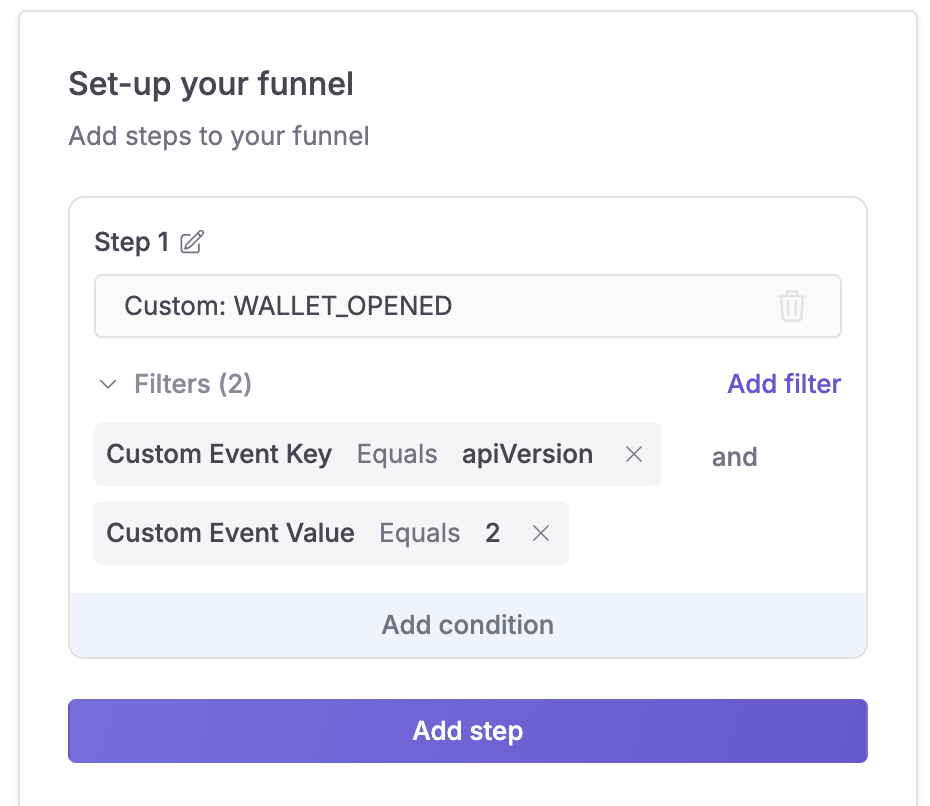 Set-up your funnel
Add steps to your funnel
Step 1
Custom: WALLET_OPENED
Filters (2)
Add filter
Custom Event Key Equals apiVersion
and
Custom Event Value Equals 2
Add condition
Add step